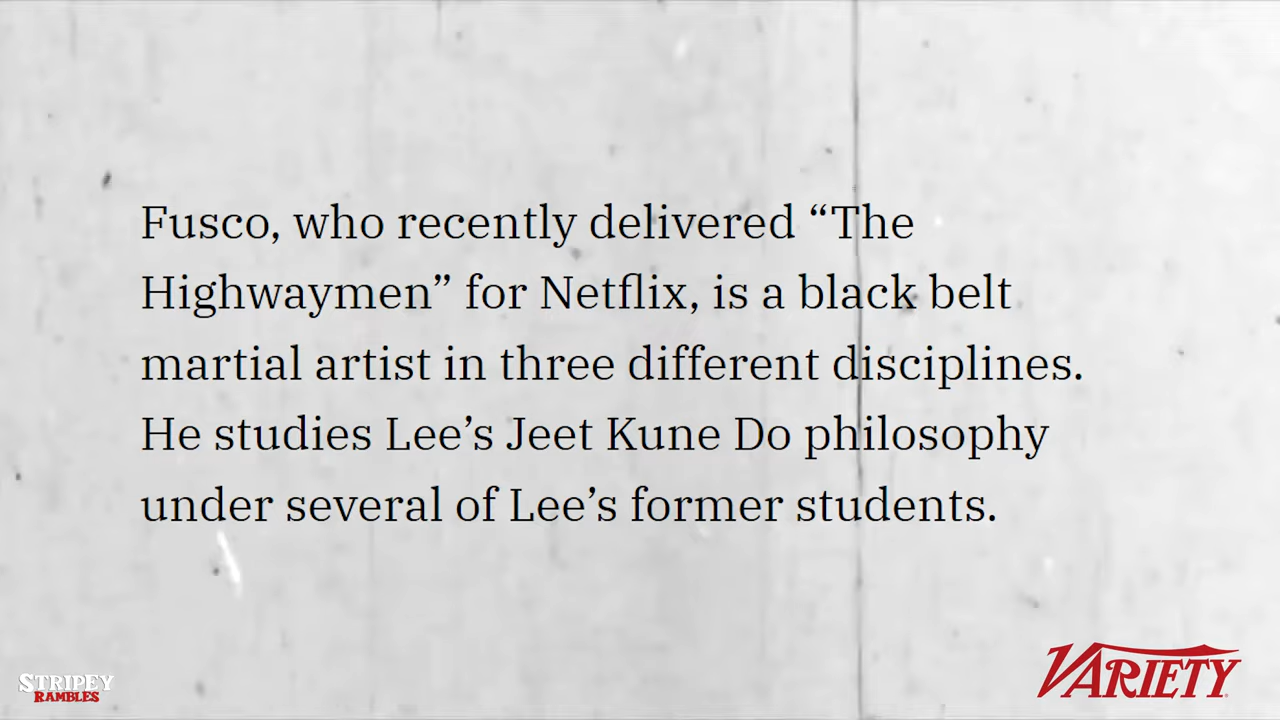 Fusco, who recently delivered “The
Highwaymen” for Netflix, is a black belt
martial artist in three different disciplines.
He studies Lee’s Jeet Kune Do philosophy
under several of Lee’s former students.
STRIPEY
RAMBLES
VARIETY